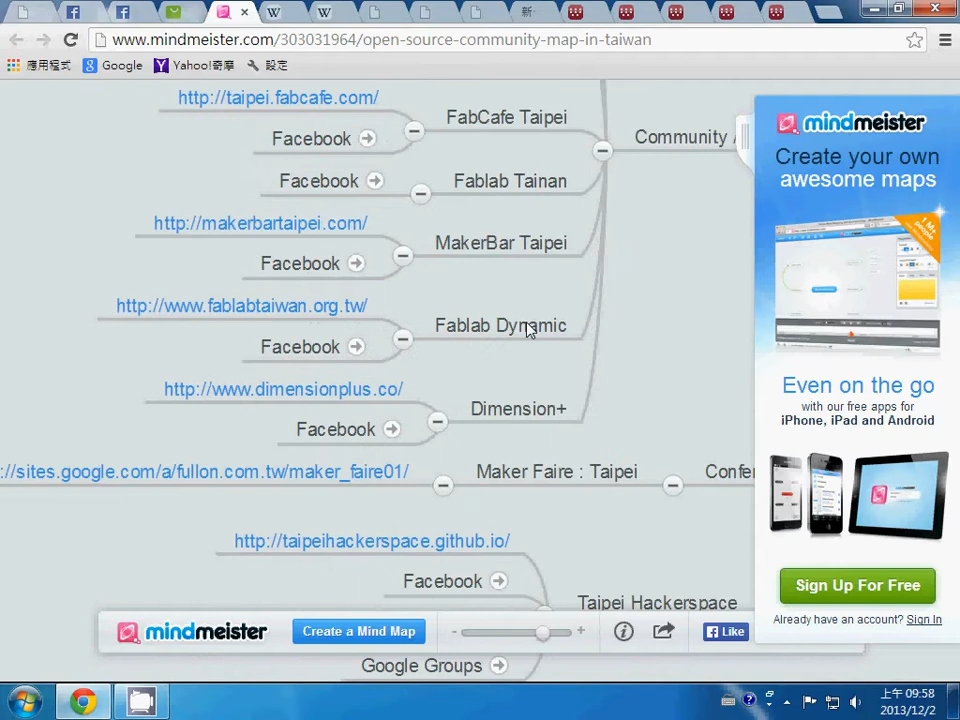 新
www.mindmeister.com/303031964/open-source-community-map-in-taiwan
應用程式 Google Yahoo!奇摩 設定
http://taipei.fabcafe.com/
FabCafe Taipei
Facebook
Community /
Facebook
Fablab Tainan
http://makerbartaipei.com/
MakerBar Taipei
Facebook
http://www.fablabtaiwan.org.tw/
Fablab Dynamic
Facebook
http://www.dimensionplus.co/
Dimension+
Facebook
://sites.google.com/a/fullon.com.tw/maker_faire01/
Maker Faire : Taipei
Confe
http://taipeihackerspace.github.io/
Facebook
Taipei Hackerspace
Google Groups
mindmeister
Create a Mind Map
- +
Like
mindmeister
Create your own
awesome maps
1 M+
people
Even on the go
with our free apps for
iPhone, iPad and Android
Sign Up For Free
Already have an account? Sign In
上午 09:58
2013/12/2